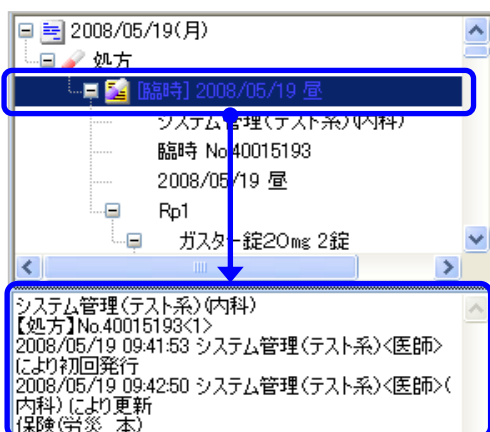 2008/05/19(月)
処方
[臨時] 2008/05/19 昼
システム管理(テスト系)(内科)
臨時 No.40015193
2008/05/19 昼
Rp1
ガスター錠20mg 2錠
システム管理(テスト系)(内科)
【処方】No.40015193<1>
2008/05/19 09:41:53 システム管理(テスト系)<医師>
により初回発行
2008/05/19 09:42:50 システム管理(テスト系)<医師>(
内科)により更新
保険(労災 本)